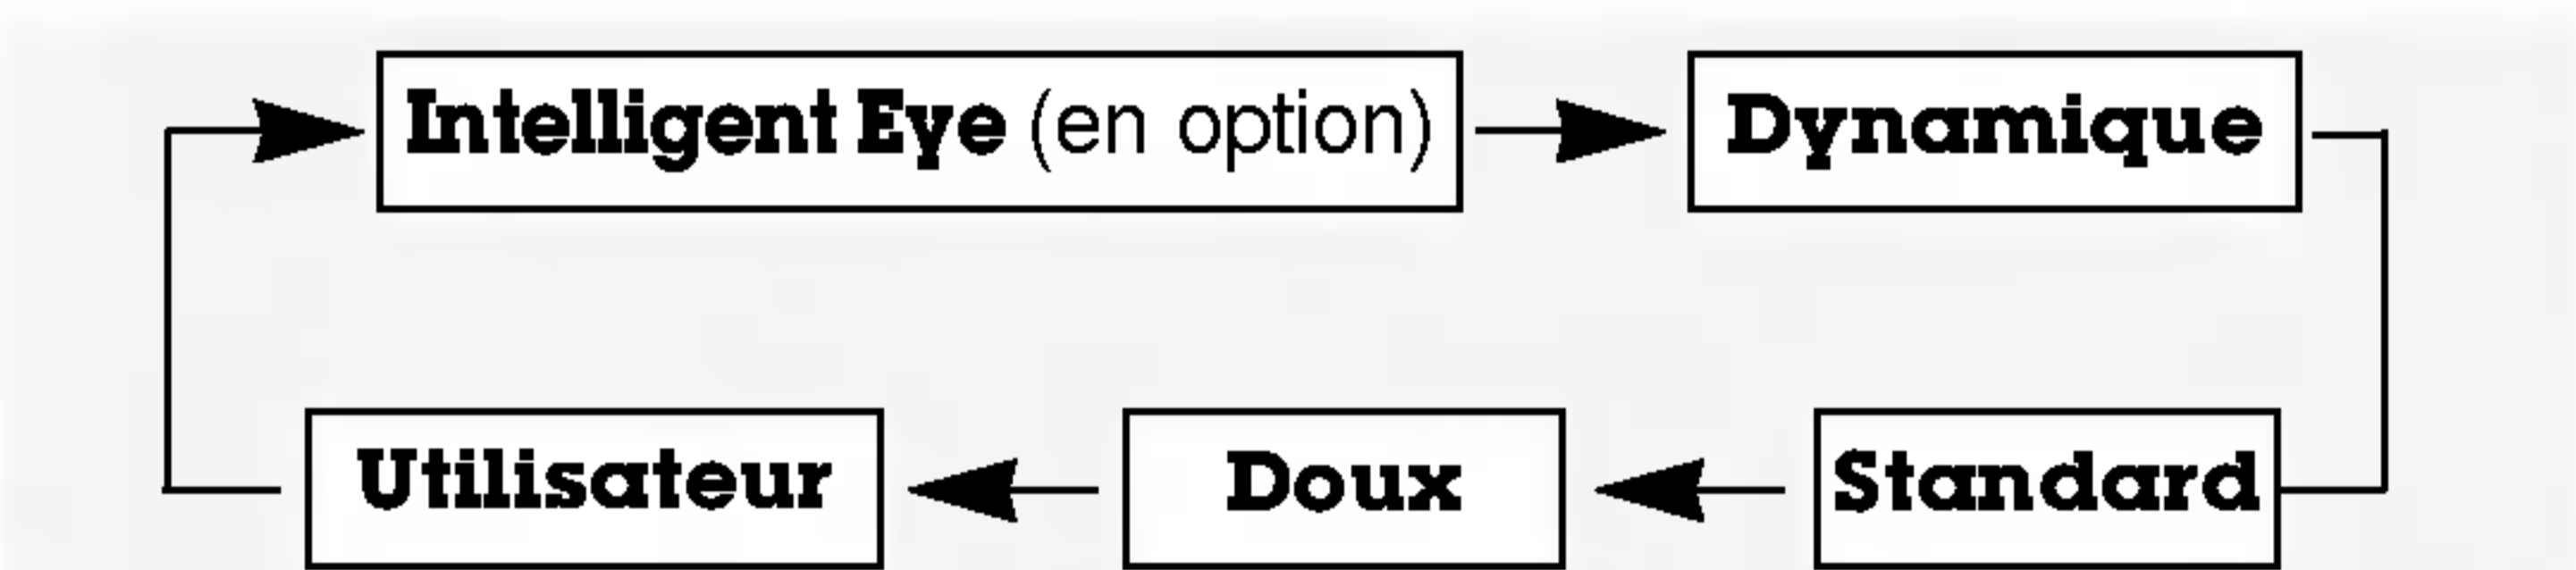 Intelligent Eye (en option)
Dynamique
Utilisateur
Doux
Standard